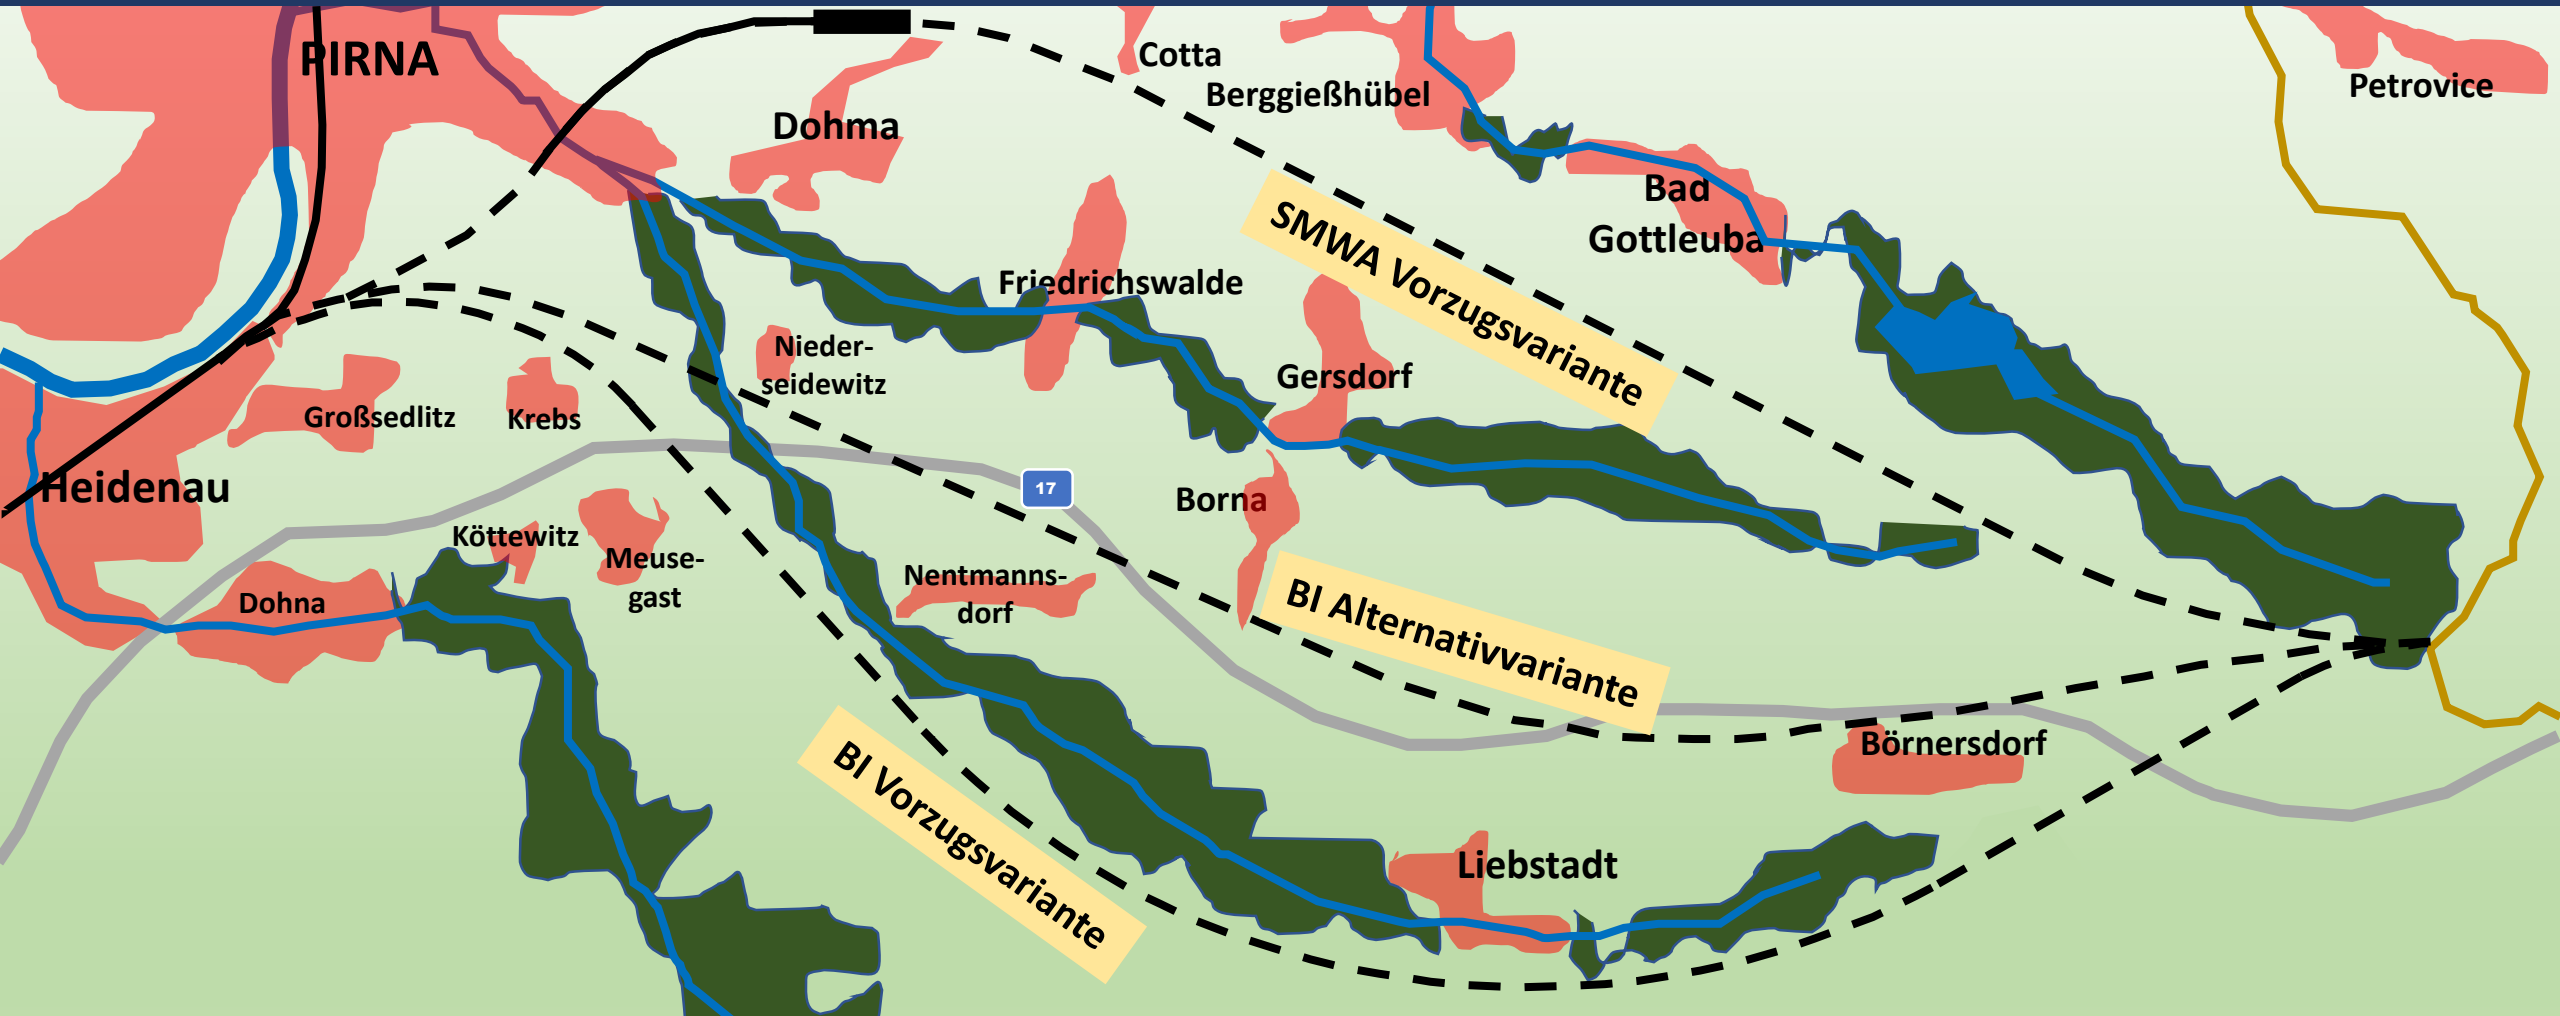 PIRNA
Cotta
Berggießhübel
Petrovice
Dohma
Bad
Gottleuba
SMWA Vorzugsvariante
Friedrichswalde
Nieder-
seidewitz
Gersdorf
Großsedlitz
Krebs
Heidenau
17
Borna
Köttewitz
Meuse-
gast
Nentmanns-
dorf
Dohna
BI Alternativvariante
Börnersdorf
BI Vorzugsvariante
Liebstadt